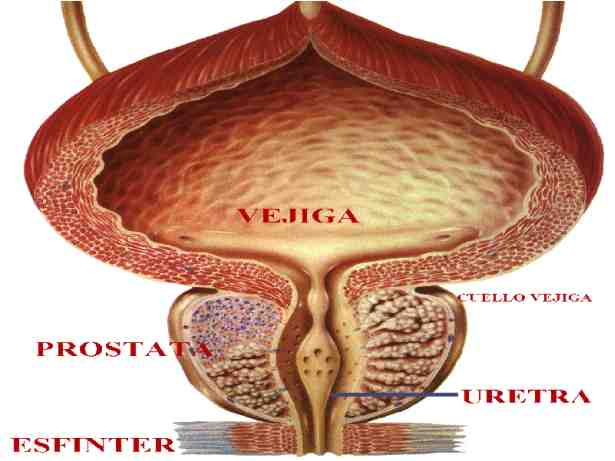 VEJIGA
CUELLO VEJIGA
PROSTATA
URETRA
ESFINTER